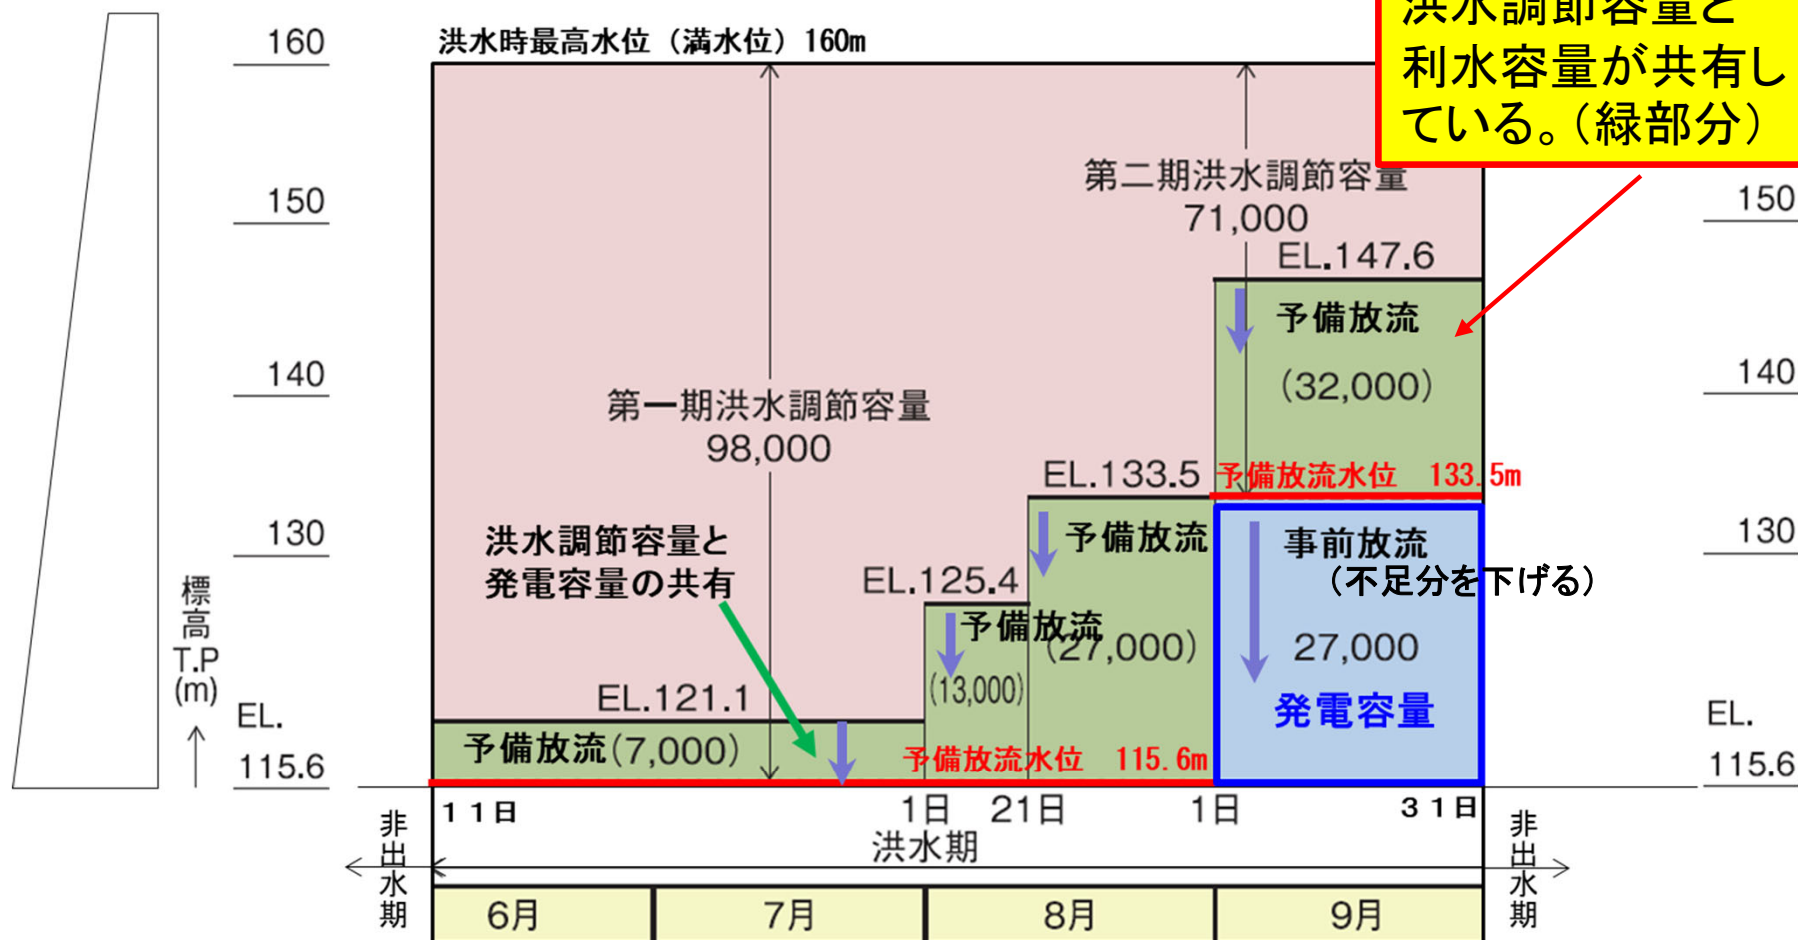 洪水調節容量と
利水容量が共有し
ている。（緑部分）
160
洪水時最高水位（満水位）160m
150
150
第二期洪水調節容量
71,000
EL.147.6
予備放流
140
140
(32,000)
第一期洪水調節容量
98,000
EL.133.5
予備放流水位　133.5m
130
130
洪水調節容量と
発電容量の共有
予備放流
事前放流
（不足分を下げる）
EL.125.4
予備放流
(27,000)
27,000
(13,000)
発電容量
標高
T.P
(m)
EL.121.1
EL.
EL.
予備放流(7,000)
予備放流水位　115.6m
115.6
115.6
11日
1日
21日
1日
31日
非出水期
洪水期
非出水期
6月
7月
8月
9月